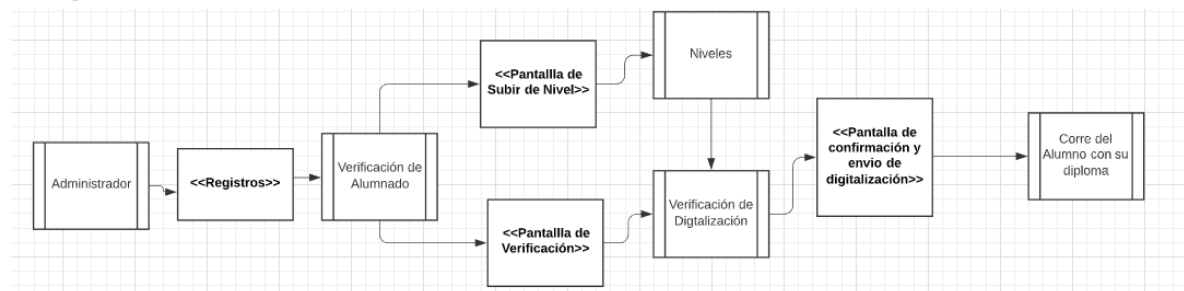 Administrador
<<Registros>>
Verificación de
Alumnado
<<Pantallla de
Subir de Nivel>>
Niveles
<<Pantallla de
Verificación>>
Verificación de
Digtalización
<<Pantalla de
confirmación y
envio de
digitalización>>
Corre del
Alumno con su
diploma